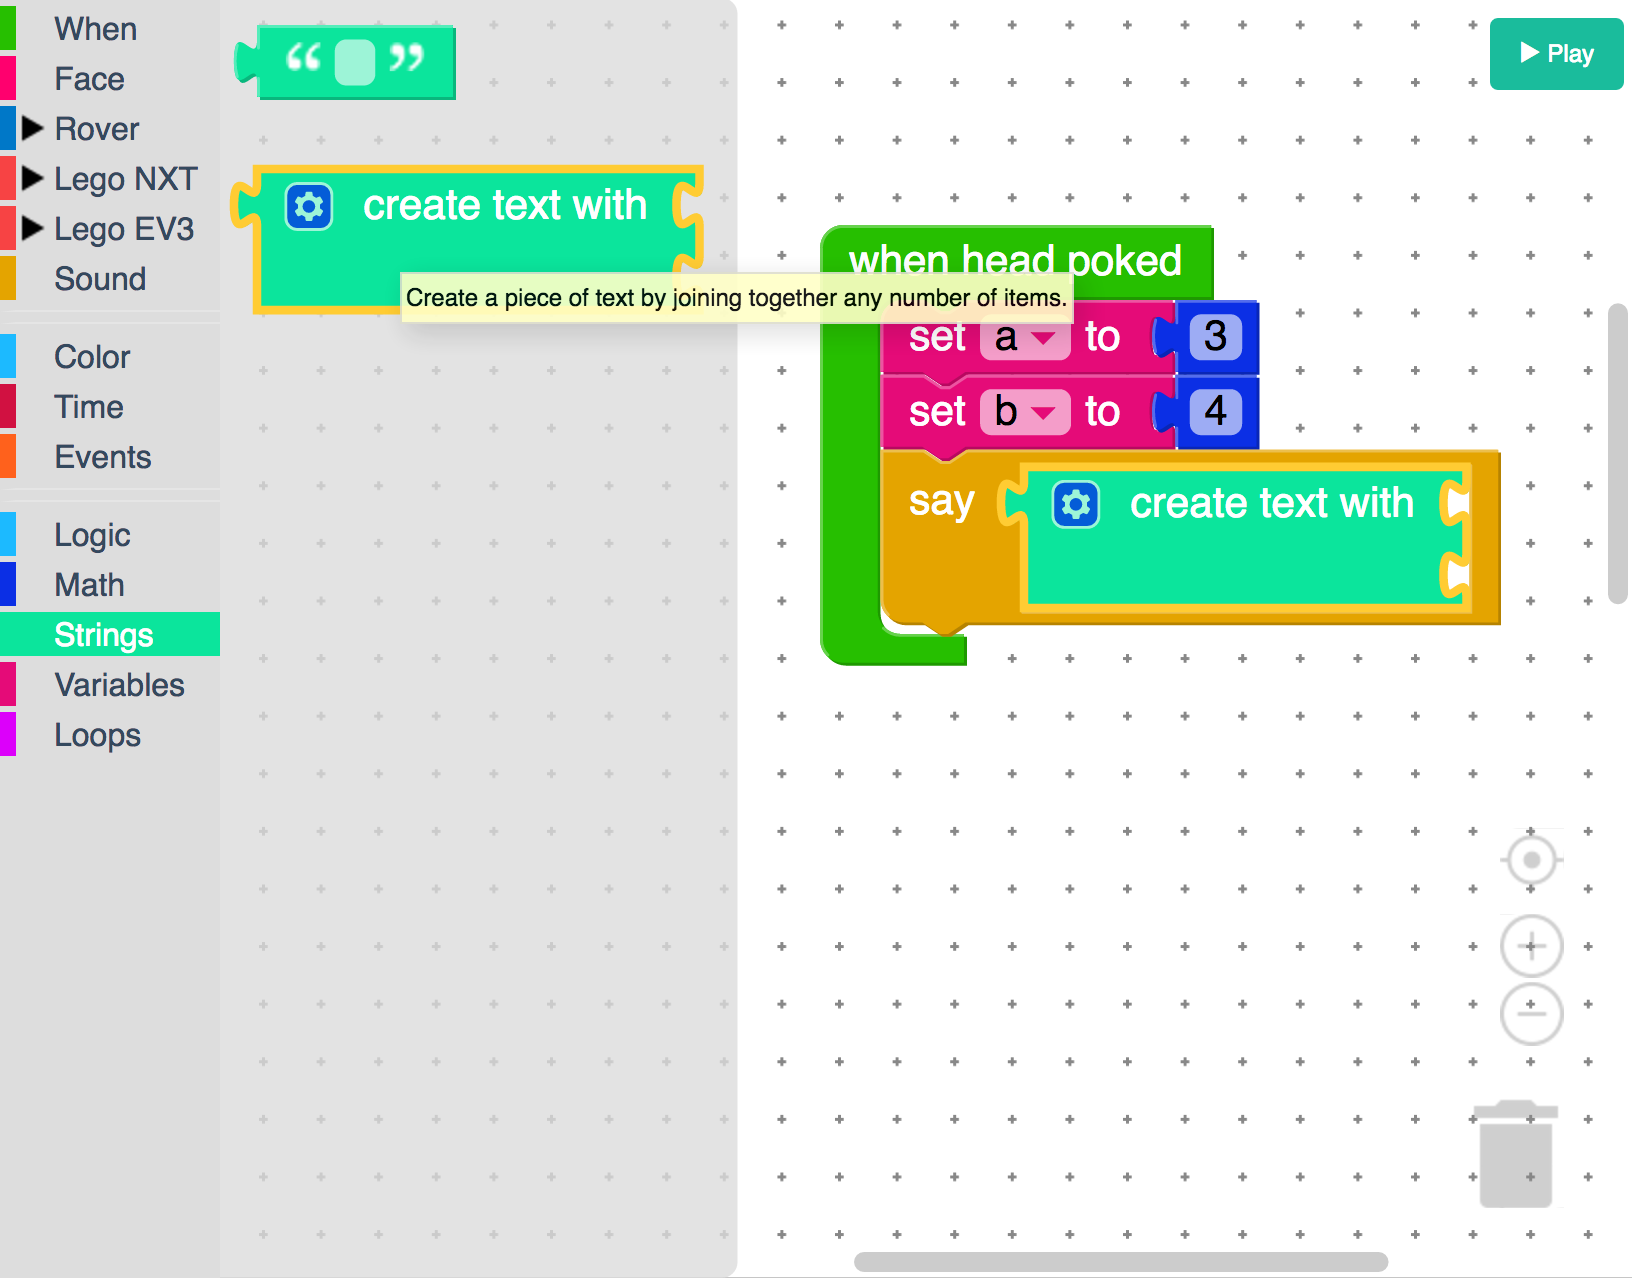 When
Face
Rover
Lego NXT
Lego EV3
Sound
Color
Time
Events
Logic
Math
Strings
Variables
Loops
“ ”
create text with
Create a piece of text by joining together any number of items.
Play
when head poked
set a to 3
set b to 4
say create text with